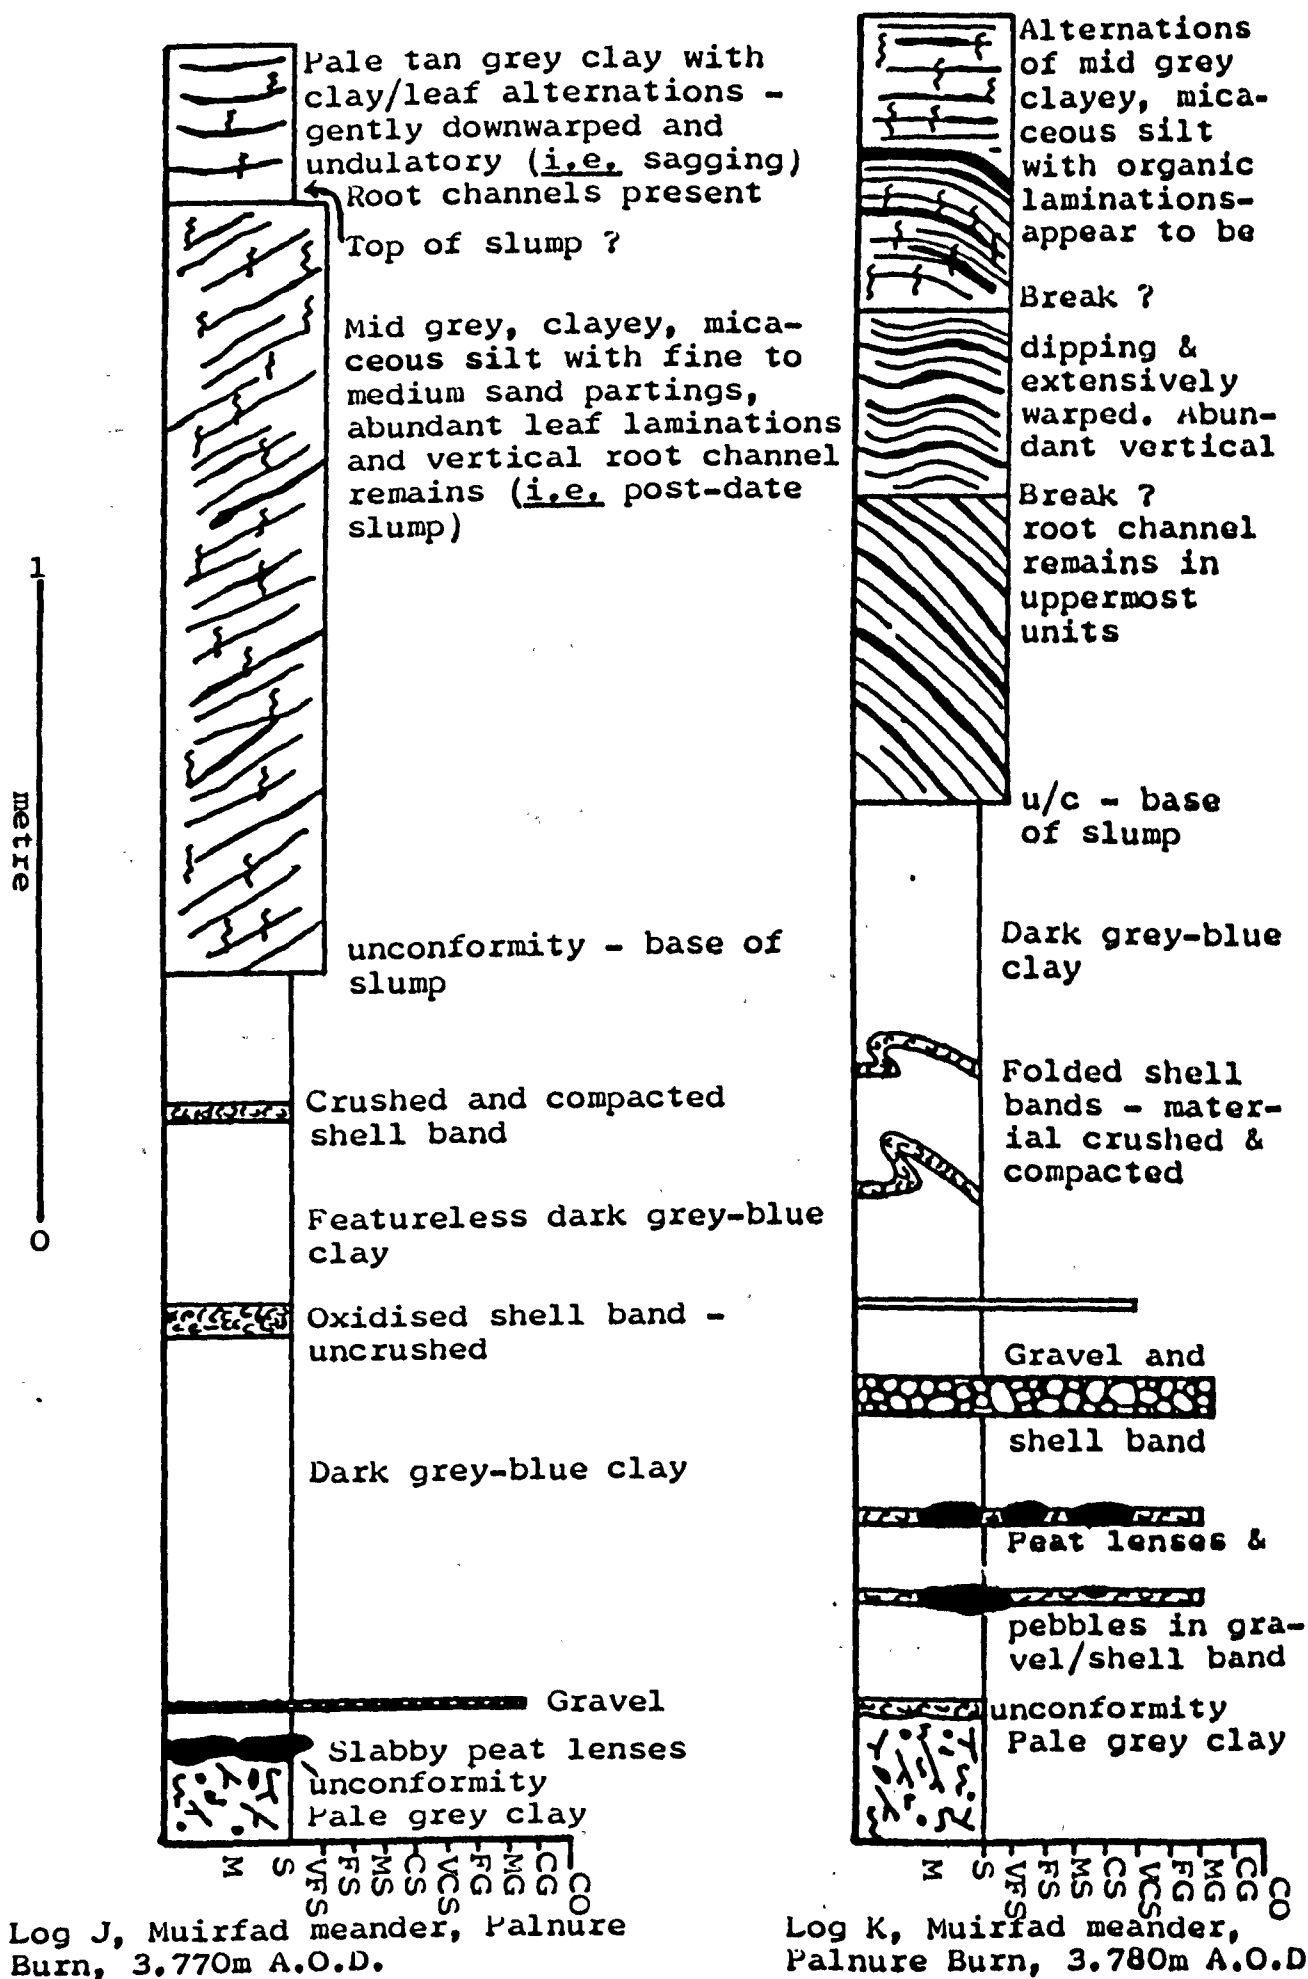 Pale tan grey clay with
clay/leaf alternations -
gently downwarped and
undulatory (i.e. sagging)
Root channels present
Top of slump ?
Mid grey, clayey, mica-
ceous silt with fine to
medium sand partings,
abundant leaf laminations
and vertical root channel
remains (i.e. post-date
slump)
unconformity - base of
slump
Crushed and compacted
shell band
Featureless dark grey-blue
clay
Oxidised shell band -
uncrushed
Dark grey-blue clay
Gravel
Slabby peat lenses
unconformity
Pale grey clay
1
metre
0
M
S
VFS
FS
MS
CS
VCS
FG
MG
CG
CO
Log J, Muirfad meander, Palnure
Burn, 3.770m A.O.D.
Alternations
of mid grey
clayey, mica-
ceous silt
with organic
laminations-
appear to be
Break ?
dipping &
extensively
warped. Abun-
dant vertical
Break ?
root channel
remains in
uppermost
units
u/c - base
of slump
Dark grey-blue
clay
Folded shell
bands - mater-
ial crushed &
compacted
Gravel and
shell band
Peat lenses &
pebbles in gra-
vel/shell band
unconformity
Pale grey clay
M
S
VFS
FS
MS
CS
VCS
FG
MG
CG
CO
Log K, Muirfad meander,
Palnure Burn, 3.780m A.O.D